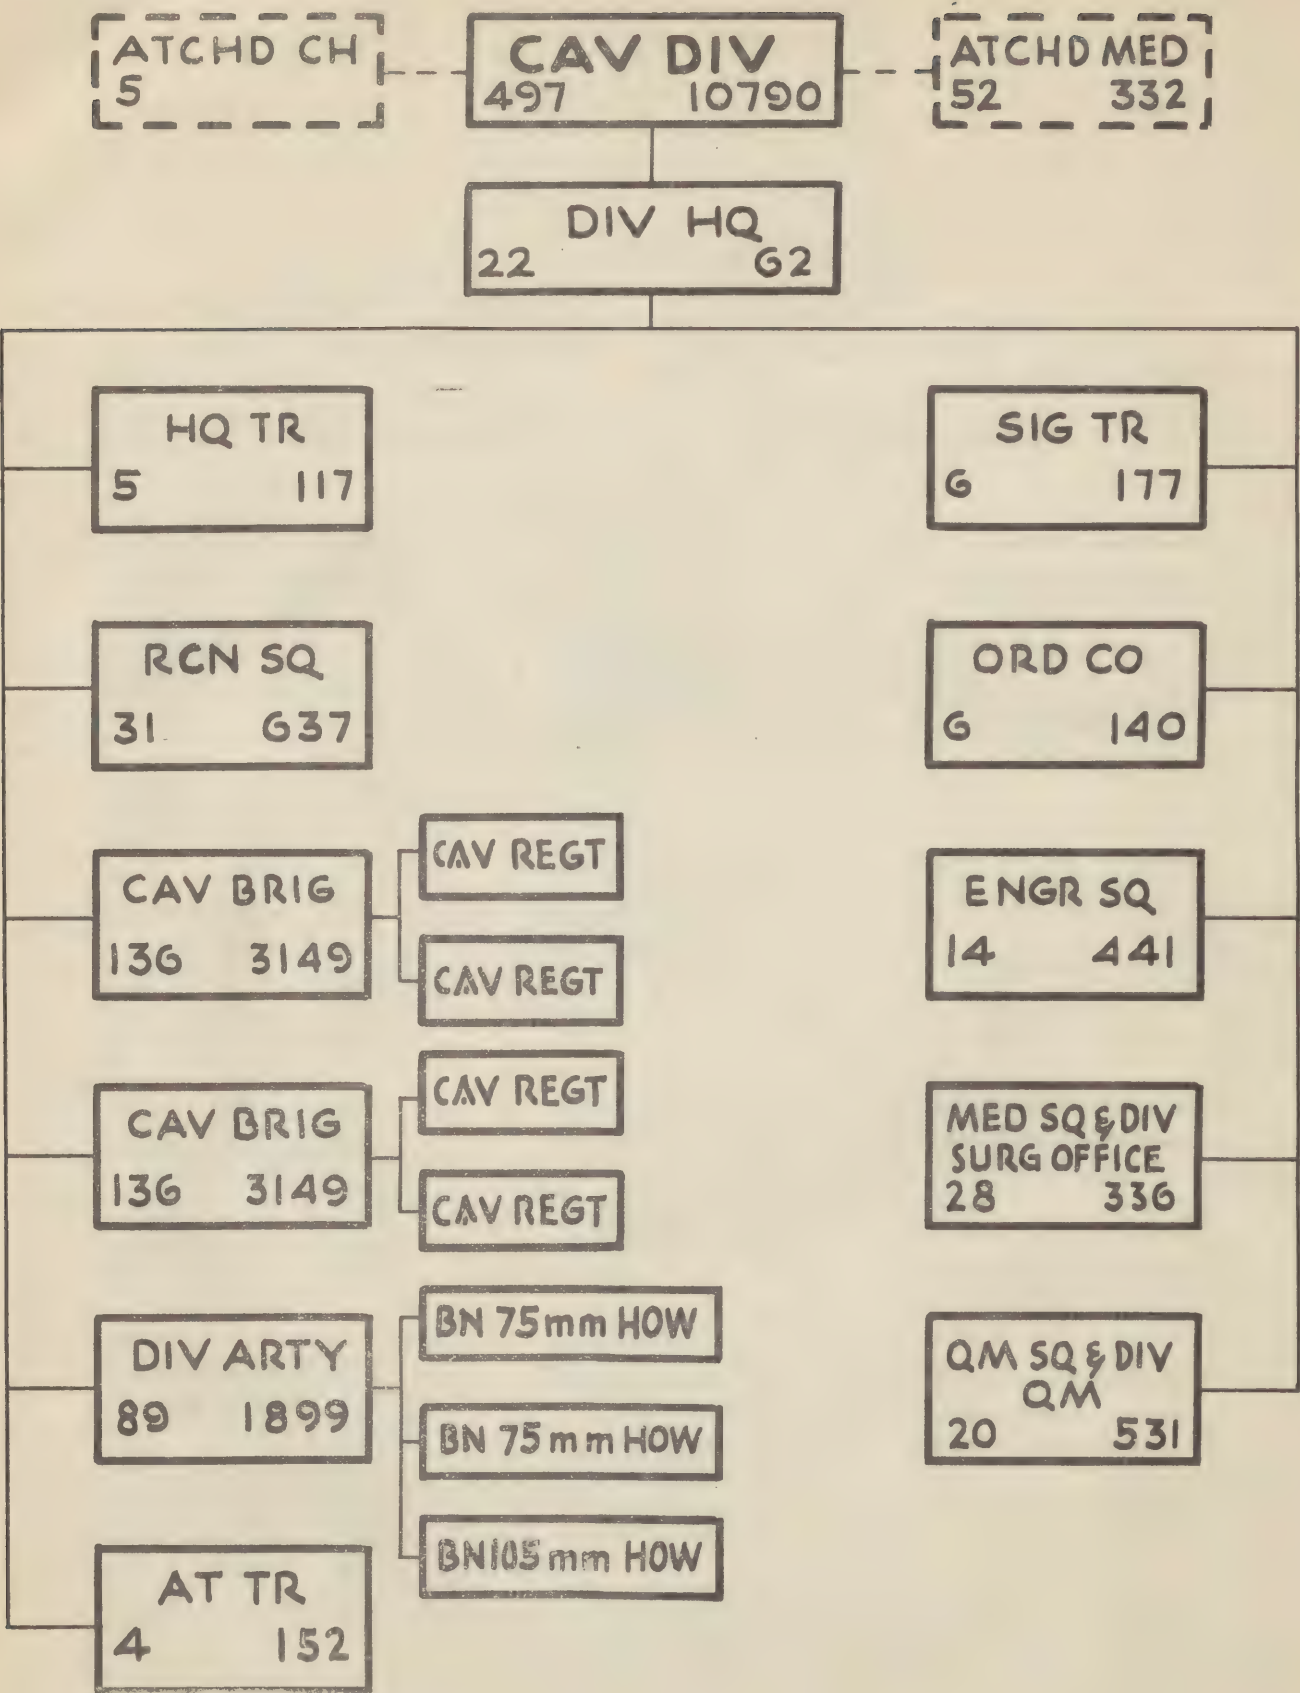 ATCHD CH
5
CAV DIV
497 10790
ATCHD MED
52 332
DIV HQ
22 62
HQ TR
5 117
RCN SQ
31 637
CAV BRIG
136 3149
CAV REGT
CAV REGT
CAV BRIG
136 3149
CAV REGT
CAV REGT
DIV ARTY
89 1899
BN 75mm HOW
BN 75mm HOW
BN 105mm HOW
AT TR
4 152
SIG TR
6 177
ORD CO
6 140
ENGR SQ
14 441
MED SQ & DIV
SURG OFFICE
28 336
QM SQ & DIV
QM
20 531